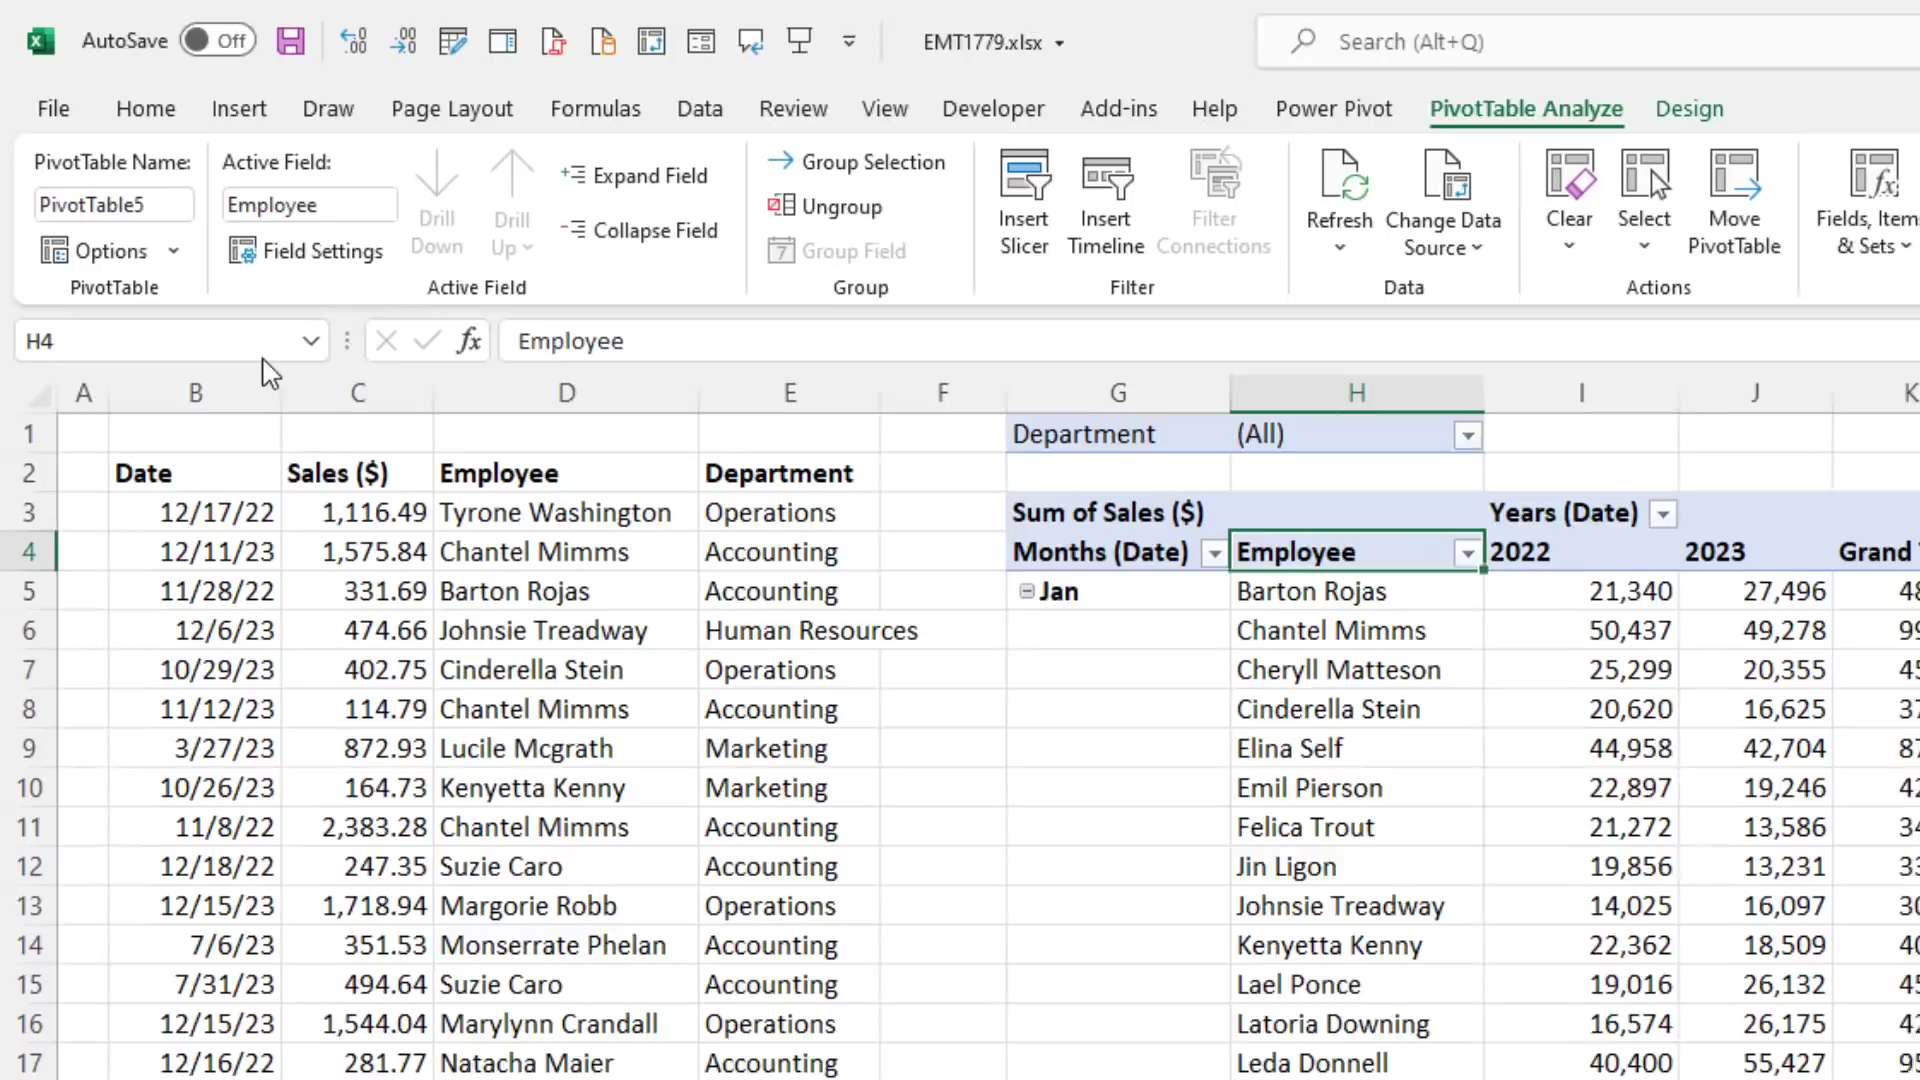 AutoSave Off EMT1779.xlsx Search (Alt+Q)
File Home Insert Draw Page Layout Formulas Data Review View Developer Add-ins Help Power Pivot PivotTable Analyze Design
PivotTable Name:
PivotTable5
Options
PivotTable
Active Field:
Employee
Field Settings
Drill
Down
Drill
Up
Expand Field
Collapse Field
Active Field
Group Selection
Ungroup
7 Group Field
Group
Insert
Slicer
Insert
Timeline
Filter
Connections
Filter
Refresh
Change Data
Source
Data
Clear
Select
Move
PivotTable
Actions
Fields, Item
& Sets
H4 fx Employee
A B C D E F G H I J K
1 Department (All)
2 Date Sales ($) Employee Department
3 12/17/22 1,116.49 Tyrone Washington Operations Sum of Sales ($) Years (Date)
4 12/11/23 1,575.84 Chantel Mimms Accounting Months (Date) Employee 2022 2023 Grand
5 11/28/22 331.69 Barton Rojas Accounting Jan Barton Rojas 21,340 27,496 48
6 12/6/23 474.66 Johnsie Treadway Human Resources Chantel Mimms 50,437 49,278 99
7 10/29/23 402.75 Cinderella Stein Operations Cheryll Matteson 25,299 20,355 45
8 11/12/23 114.79 Chantel Mimms Accounting Cinderella Stein 20,620 16,625 37
9 3/27/23 872.93 Lucile Mcgrath Marketing Elina Self 44,958 42,704 87
10 10/26/23 164.73 Kenyetta Kenny Marketing Emil Pierson 22,897 19,246 42
11 11/8/22 2,383.28 Chantel Mimms Accounting Felica Trout 21,272 13,586 34
12 12/18/22 247.35 Suzie Caro Accounting Jin Ligon 19,856 13,231 33
13 12/15/23 1,718.94 Margorie Robb Operations Johnsie Treadway 14,025 16,097 30
14 7/6/23 351.53 Monserrate Phelan Accounting Kenyetta Kenny 22,362 18,509 40
15 7/31/23 494.64 Suzie Caro Accounting Lael Ponce 19,016 26,132 45
16 12/15/23 1,544.04 Marylynn Crandall Operations Latoria Downing 16,574 26,175 42
17 12/16/22 281.77 Natacha Maier Accounting Leda Donnell 40,400 55,427 95